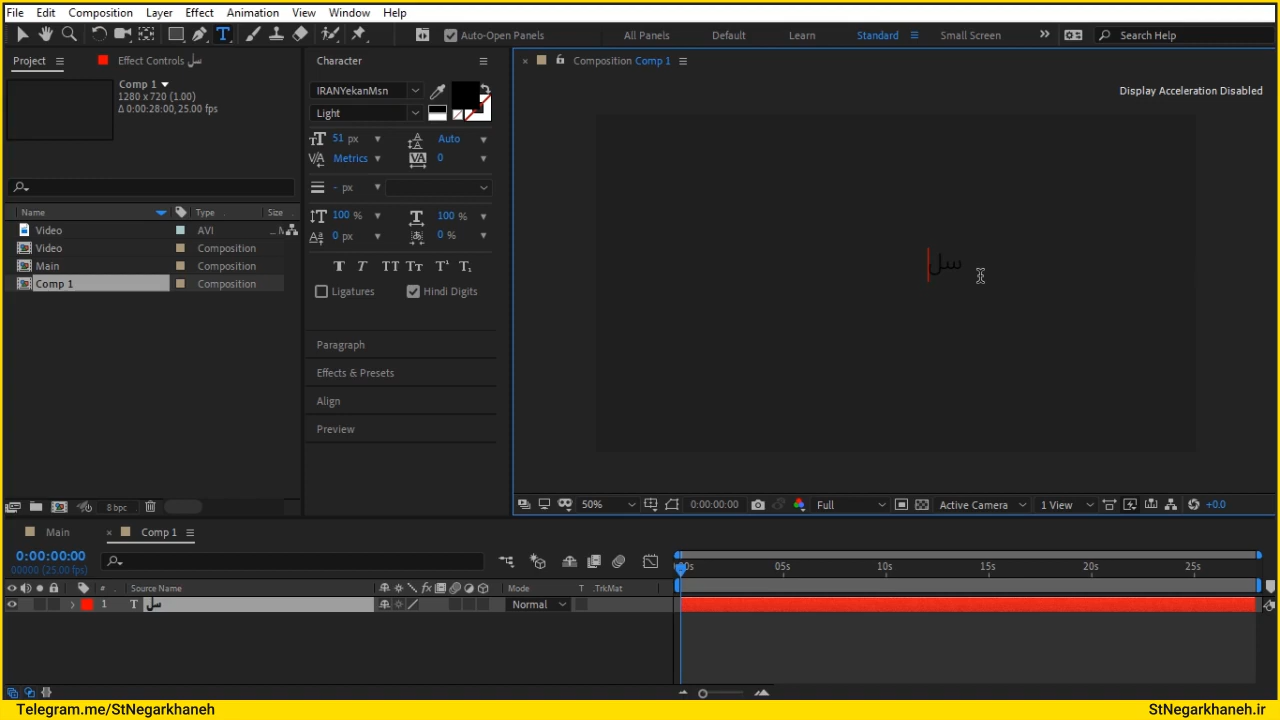 File Edit Composition Layer Effect Animation View Window Help
Auto-Open Panels All Panels Default Learn Standard Small Screen Search Help
Project Effect Controls سل
Comp 1
1280 x 720 (1.00)
Δ 0:00:28:00, 25.00 fps
Name Type Size
Video AVI ... M
Video Composition
Main Composition
Comp 1 Composition
8 bpc
Character
IRANYekanMsn
Light
51 px Auto
Metrics 0
- px
100 % 100 %
0 px 0 %
Ligatures Hindi Digits
Paragraph
Effects & Presets
Align
Preview
Composition Comp 1
Display Acceleration Disabled
سل
50% 0:00:00:00 Full Active Camera 1 View +0.0
Main Comp 1
0:00:00:00
00000 (25.00 fps)
:00s 05s 10s 15s 20s 25s
# Source Name Mode T .TrkMat
1 T سل Normal
Telegram.me/StNegarkhaneh
StNegarkhaneh.ir